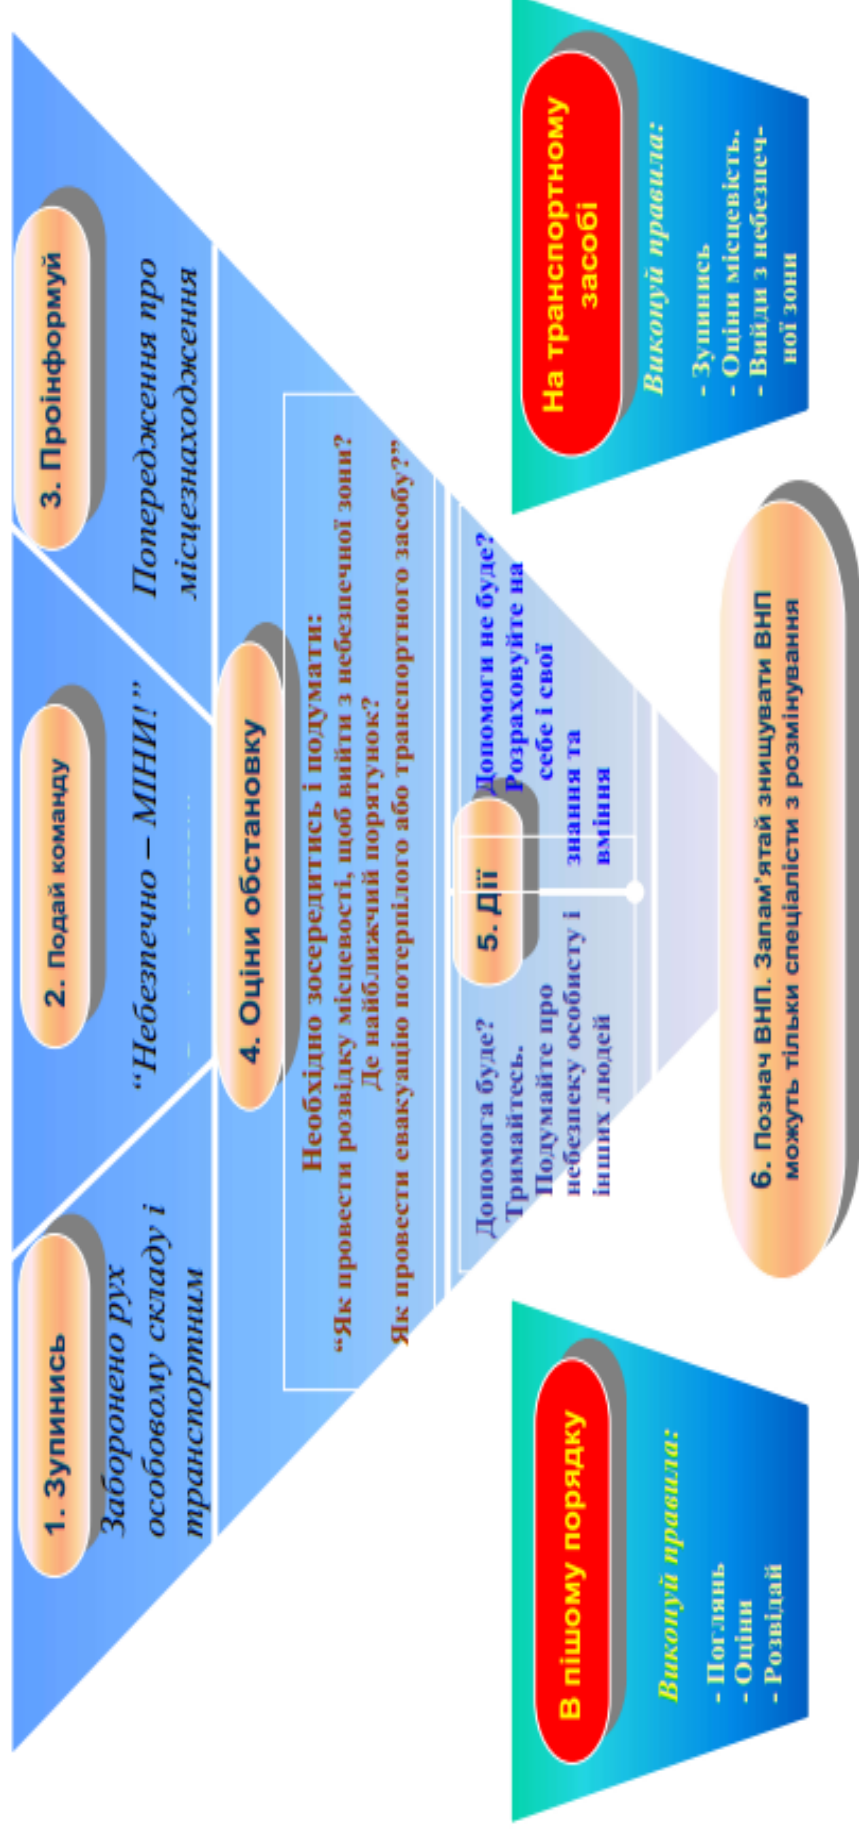 1. Зупинись
Заборонено рух
особовому складу і
транспортним
2. Подай команду
“Небезпечно – МІНИ!”
3. Проінформуй
Попередження про
місцезнаходження
4. Оціни обстановку
Необхідно зосередитись і подумати:
“Як провести розвідку місцевості, щоб вийти з небезпечної зони?
Де найближчий порятунок?
Як провести евакуацію потерпілого або транспортного засобу?”
5. Дії
Допомога буде?
Тримайтесь.
Подумайте про
небезпеку особисту і
інших людей
Допомоги не буде?
Розраховуйте на
себе і свої
знання та
вміння
В пішому порядку
Виконуй правила:
- Поглянь
- Оціни
- Розвідай
6. Познач ВНП. Запам’ятай знищувати ВНП
можуть тільки спеціалісти з розмінування
На транспортному
засобі
Виконуй правила:
- Зупинись
- Оціни місцевість.
- Вийди з небезпеч-
ної зони